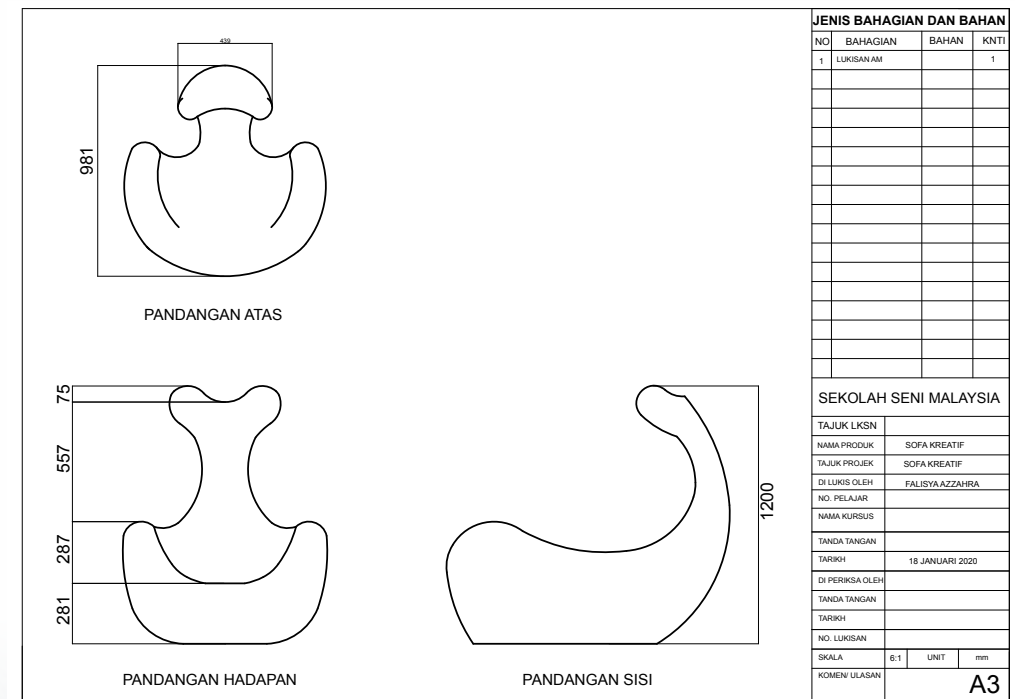 439
981
PANDANGAN ATAS
75
557
287
281
PANDANGAN HADAPAN
1200
PANDANGAN SISI
JENIS BAHAGIAN DAN BAHAN
NO BAHAGIAN BAHAN KNTI
1 LUKISAN AM 1
SEKOLAH SENI MALAYSIA
TAJUK LKSN
NAMA PRODUK SOFA KREATIF
TAJUK PROJEK SOFA KREATIF
DI LUKIS OLEH FALISYA AZZAHRA
NO. PELAJAR
NAMA KURSUS
TANDA TANGAN
TARIKH 18 JANUARI 2020
DI PERIKSA OLEH
TANDA TANGAN
TARIKH
NO. LUKISAN
SKALA 6:1 UNIT mm
KOMEN/ ULASAN
A3